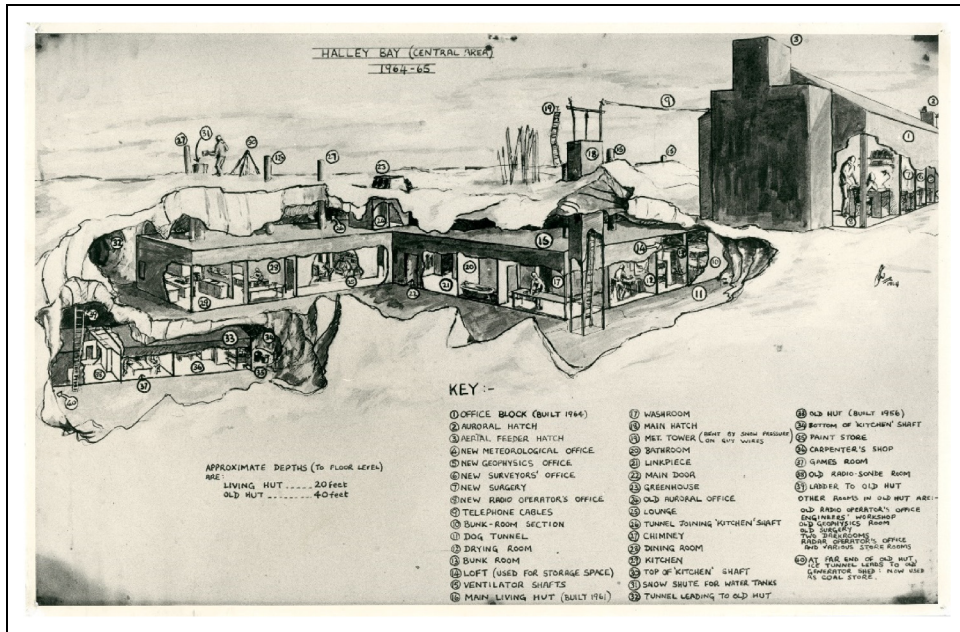 HALLEY BAY (CENTRAL AREA)
1964-65
KEY :-
① OFFICE BLOCK (BUILT 1964)
② AURORAL HATCH
③ AERIAL FEEDER HATCH
④ NEW METEOROLOGICAL OFFICE
⑤ NEW GEOPHYSICS OFFICE
⑥ NEW SURVEYORS' OFFICE
⑦ NEW SURGERY
⑧ NEW RADIO OPERATOR'S OFFICE
⑨ TELEPHONE CABLES
⑩ BUNK-ROOM SECTION
⑪ DOG TUNNEL
⑫ DRYING ROOM
⑬ BUNK ROOM
⑭ LOFT (USED FOR STORAGE SPACE)
⑮ VENTILATOR SHAFTS
⑯ MAIN LIVING HUT (BUILT 1961)
⑰ WASHROOM
⑱ MAIN HATCH
⑲ MET. TOWER (BENT BY SNOW PRESSURE
ON GUY WIRES)
⑳ BATHROOM
㉑ LINKPIECE
㉒ MAIN DOOR
㉓ GREENHOUSE
㉔ OLD AURORAL OFFICE
㉕ LOUNGE
㉖ TUNNEL JOINING 'KITCHEN' SHAFT
㉗ CHIMNEY
㉘ DINING ROOM
㉙ KITCHEN
㉚ TOP OF 'KITCHEN' SHAFT
㉛ SNOW SHUTE FOR WATER TANKS
㉜ TUNNEL LEADING TO OLD HUT
㉝ OLD HUT (BUILT 1956)
㉞ BOTTOM OF 'KITCHEN' SHAFT
㉟ PAINT STORE
㊱ CARPENTER'S SHOP
㊲ GAMES ROOM
㊳ OLD RADIO-SONDE ROOM
㊴ LADDER TO OLD HUT
OTHER ROOMS IN OLD HUT ARE:-
OLD RADIO OPERATOR'S OFFICE
ENGINEERS' WORKSHOP
OLD GEOPHYSICS ROOM
OLD SURGERY
TWO DARKROOMS
RADAR OPERATOR'S OFFICE
AND VARIOUS STORE ROOMS
㊵ AT FAR END OF OLD HUT,
ICE TUNNEL LEADS TO OLD
GENERATOR SHED: NOW USED
AS COAL STORE.
APPROXIMATE DEPTHS (TO FLOOR LEVEL)
ARE:
LIVING HUT ..... 20 feet
OLD HUT ........ 40 feet